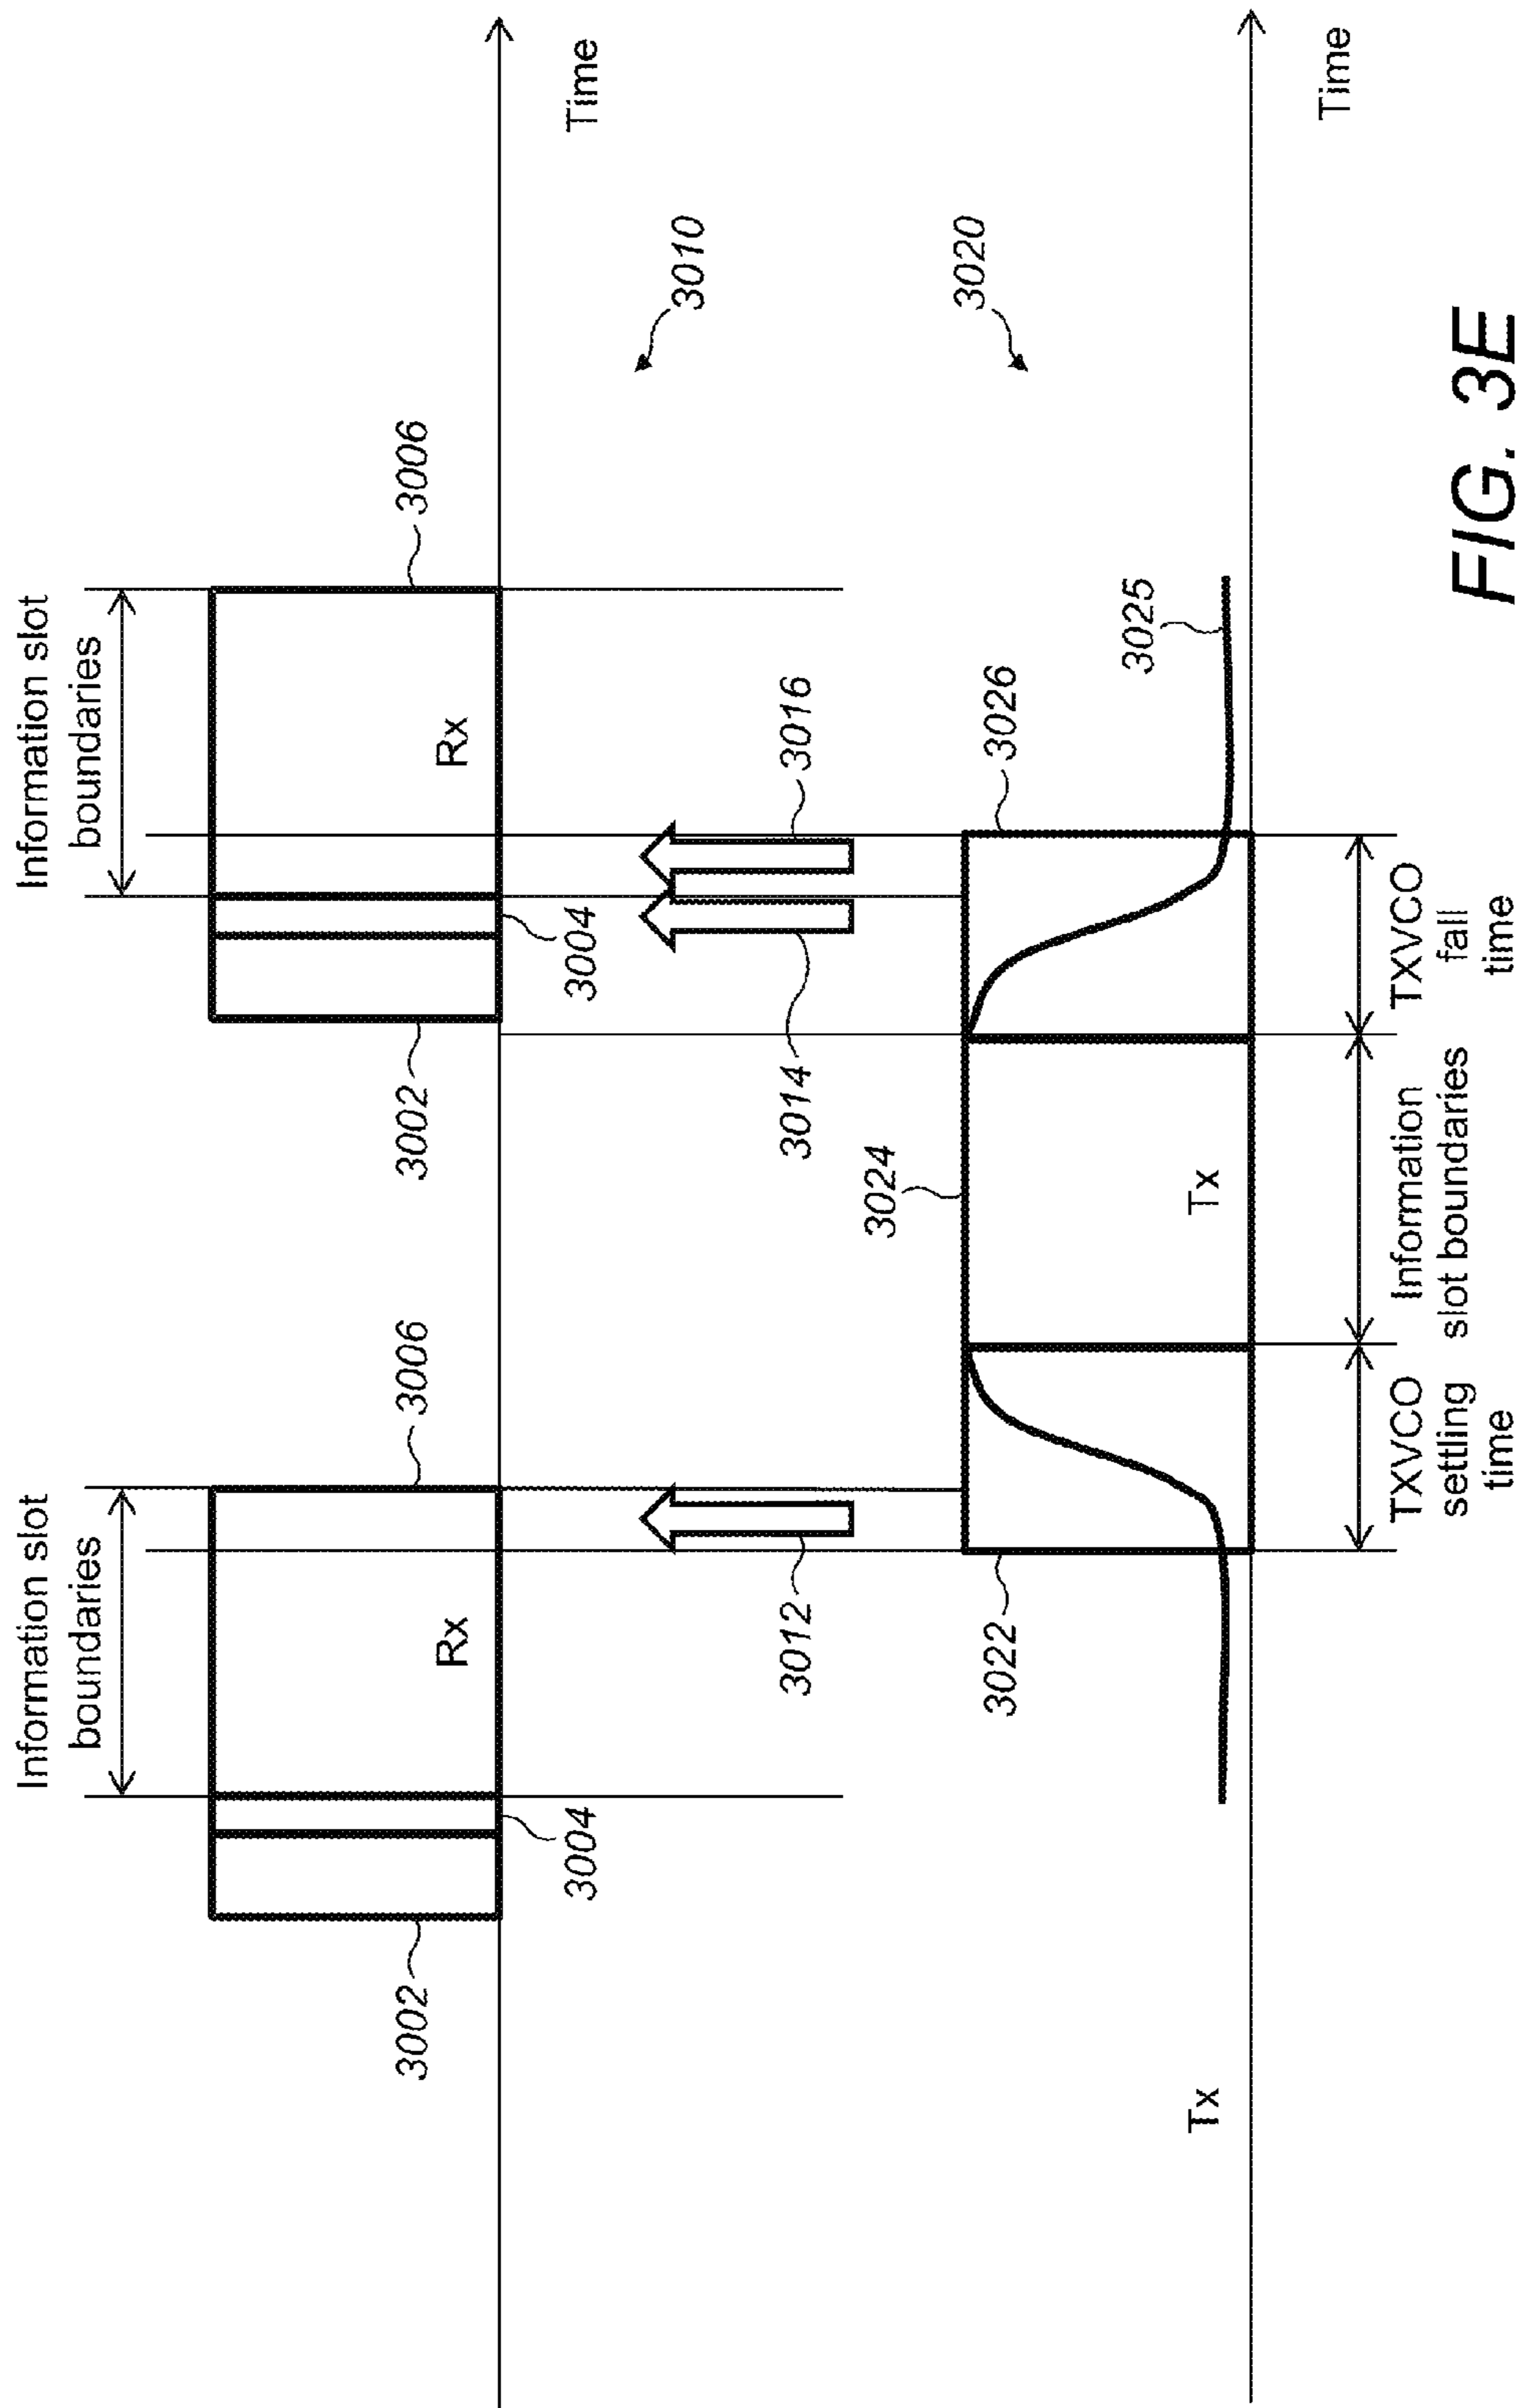 Information slot
boundaries
Information slot
boundaries
3002
3004
Rx
3006
3002
3004
Rx
3006
Time
3010
3012
3014
3016
3020
3022
3024
3026
3025
Tx
Tx
Time
TXVCO
settling
time
Information
slot boundaries
TXVCO
fall
time
FIG. 3E